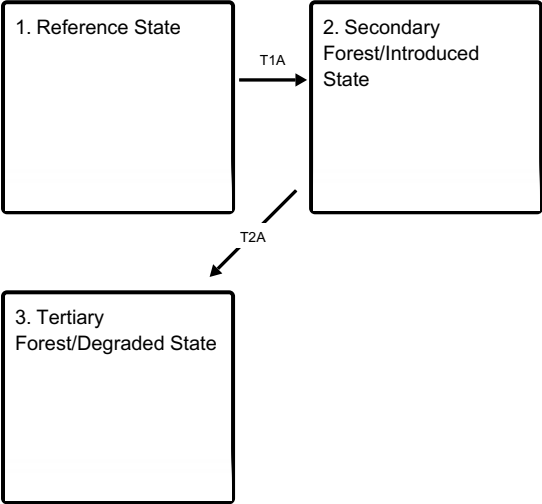 1. Reference State
T1A
2. Secondary
Forest/Introduced
State
T2A
3. Tertiary
Forest/Degraded State